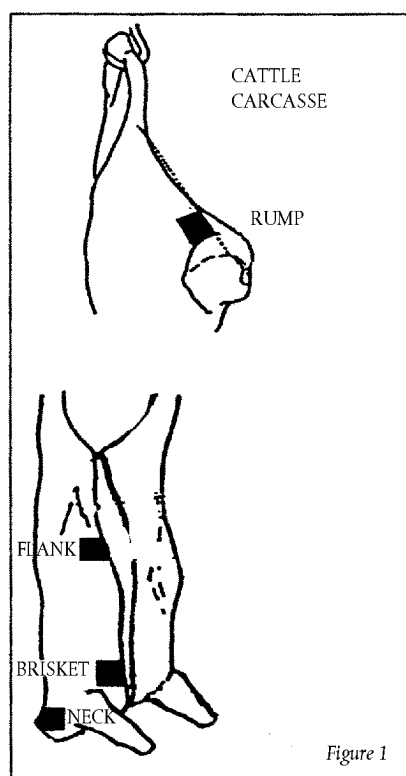 CATTLE
CARCASSE
RUMP
FLANK
BRISKET
NECK
Figure 1